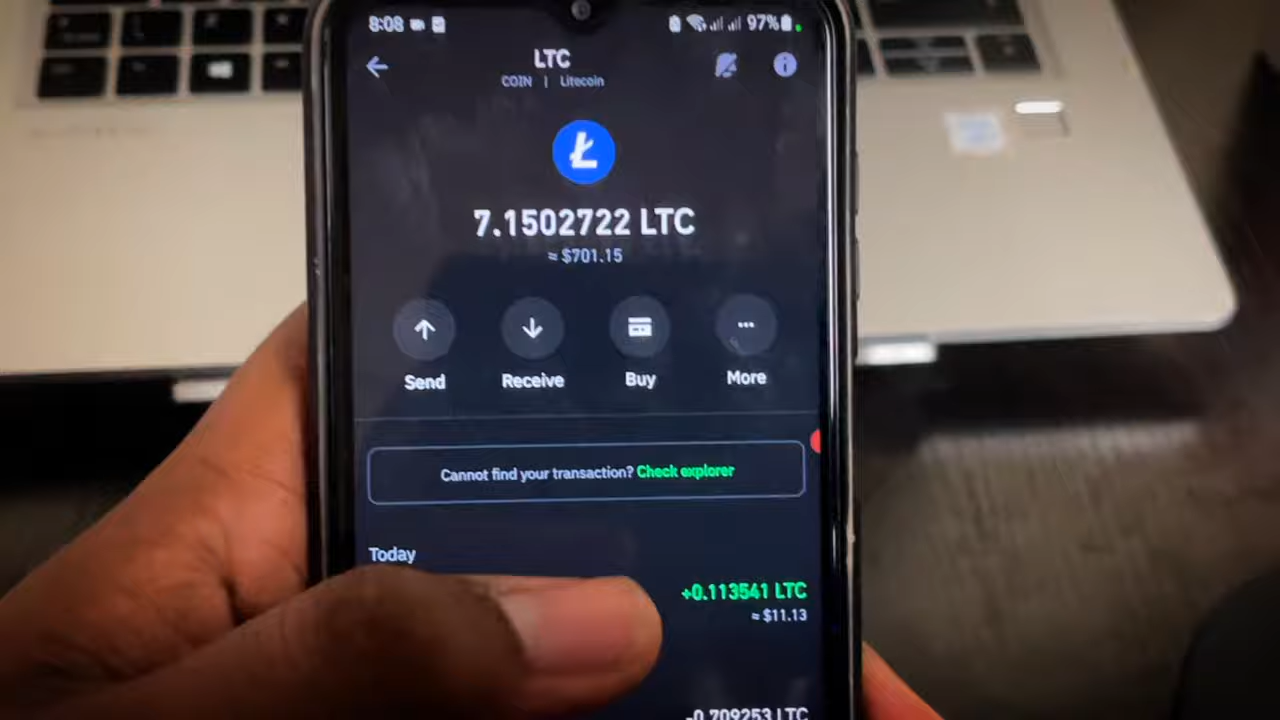 8:08 97%
LTC
COIN | Litecoin
7.1502722 LTC
≈ $701.15
Send Receive Buy More
Cannot find your transaction? Check explorer
Today
+0.113541 LTC
≈ $11.13
-0.709253 LTC